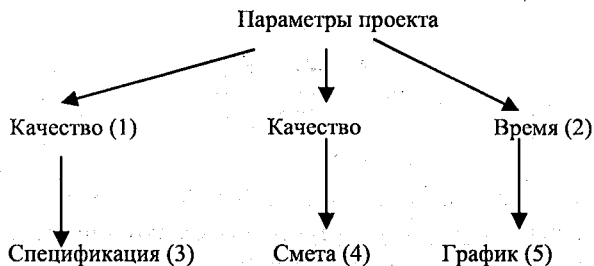 Параметры проекта
Качество (1) Качество Время (2)
Спецификация (3) Смета (4) График (5)